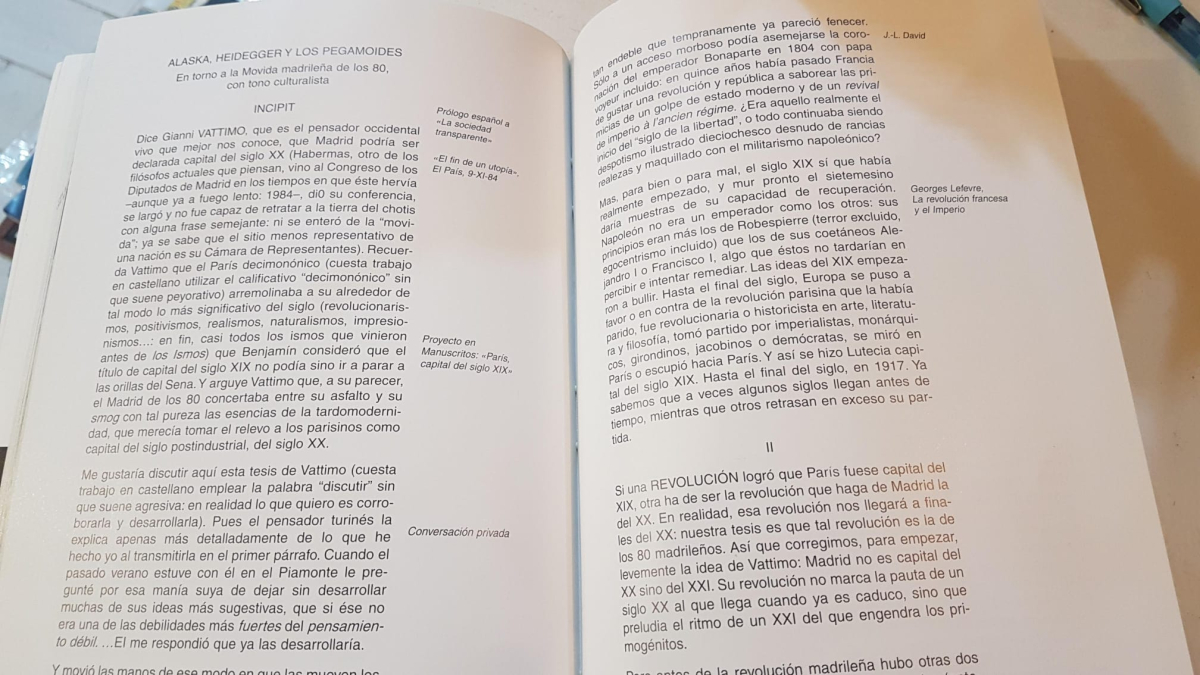 ALASKA, HEIDEGGER Y LOS PEGAMOIDES
En torno a la Movida madrileña de los 80,
con tono culturalista
INCIPIT
Dice Gianni VATTIMO, que es el pensador occidental
vivo que mejor nos conoce, que Madrid podría ser
declarada capital del siglo XX (Habermas, otro de los
filósofos actuales que piensan, vino al Congreso de los
Diputados de Madrid en los tiempos en que éste hervía
–aunque ya a fuego lento: 1984–, di0 su conferencia,
se largó y no fue capaz de retratar a la tierra del chotis
con alguna frase semejante: ni se enteró de la “movi-
da”; ya se sabe que el sitio menos representativo de
una nación es su Cámara de Representantes). Recuer-
da Vattimo que el París decimonónico (cuesta trabajo
en castellano utilizar el calificativo “decimonónico” sin
que suene peyorativo) arremolinaba a su alrededor de
tal modo lo más significativo del siglo (revolucionaris-
mos, positivismos, realismos, naturalismos, impresio-
nismos...: en fin, casi todos los ismos que vinieron
antes de los Ismos) que Benjamín consideró que el
título de capital del siglo XIX no podía sino ir a parar a
las orillas del Sena. Y arguye Vattimo que, a su parecer,
el Madrid de los 80 concertaba entre su asfalto y su
smog con tal pureza las esencias de la tardomoderni-
dad, que merecía tomar el relevo a los parisinos como
capital del siglo postindustrial, del siglo XX.
Me gustaría discutir aquí esta tesis de Vattimo (cuesta
trabajo en castellano emplear la palabra “discutir” sin
que suene agresiva: en realidad lo que quiero es corro-
borarla y desarrollarla). Pues el pensador turinés la
explica apenas más detalladamente de lo que he
hecho yo al transmitirla en el primer párrafo. Cuando el
pasado verano estuve con él en el Piamonte le pre-
gunté por esa manía suya de dejar sin desarrollar
muchas de sus ideas más sugestivas, que si ése no
era una de las debilidades más fuertes del pensamien-
to débil. ...El me respondió que ya las desarrollaría.
Y movió las manos de ese modo en que las mueven los
Prólogo español a
«La sociedad
transparente»
«El fin de un utopía»,
El País, 9-XI-84
Proyecto en
Manuscritos: «París,
capital del siglo XIX»
Conversación privada
tan endeble que tempranamente ya pareció fenecer.
Sólo a un acceso morboso podía asemejarse la coro-
nación del emperador Bonaparte en 1804 con papa
voyeur incluido: en quince años había pasado Francia
de gustar una revolución y república a saborear las pri-
micias de un golpe de estado moderno y de un revival
de imperio à l'ancien régime. ¿Era aquello realmente el
inicio del “siglo de la libertad”, o todo continuaba siendo
despotismo ilustrado dieciochesco desnudo de rancias
realezas y maquillado con el militarismo napoleónico?
Mas, para bien o para mal, el siglo XIX sí que había
realmente empezado, y mur pronto el sietemesino
daría muestras de su capacidad de recuperación.
Napoleón no era un emperador como los otros: sus
principios eran más los de Robespierre (terror excluido,
egocentrismo incluido) que los de sus coetáneos Ale-
jandro I o Francisco I, algo que éstos no tardarían en
percibir e intentar remediar. Las ideas del XIX empeza-
ron a bullir. Hasta el final del siglo, Europa se puso a
favor o en contra de la revolución parisina que la había
parido, fue revolucionaria o historicista en arte, literatu-
ra y filosofía, tomó partido por imperialistas, monárqui-
cos, girondinos, jacobinos o demócratas, se miró en
París o escupió hacia París. Y así se hizo Lutecia capi-
tal del siglo XIX. Hasta el final del siglo, en 1917. Ya
sabemos que a veces algunos siglos llegan antes de
tiempo, mientras que otros retrasan en exceso su par-
tida.
II
Si una REVOLUCIÓN logró que París fuese capital del
XIX, otra ha de ser la revolución que haga de Madrid la
del XX. En realidad, esa revolución nos llegará a fina-
les del XX: nuestra tesis es que tal revolución es la de
los 80 madrileños. Así que corregimos, para empezar,
levemente la idea de Vattimo: Madrid no es capital del
XX sino del XXI. Su revolución no marca la pauta de un
siglo XX al que llega cuando ya es caduco, sino que
preludia el ritmo de un XXI del que engendra los pri-
mogénitos.
Pero antes de la revolución madrileña hubo otras dos
J.-L. David
Georges Lefevre,
La revolución francesa
y el Imperio